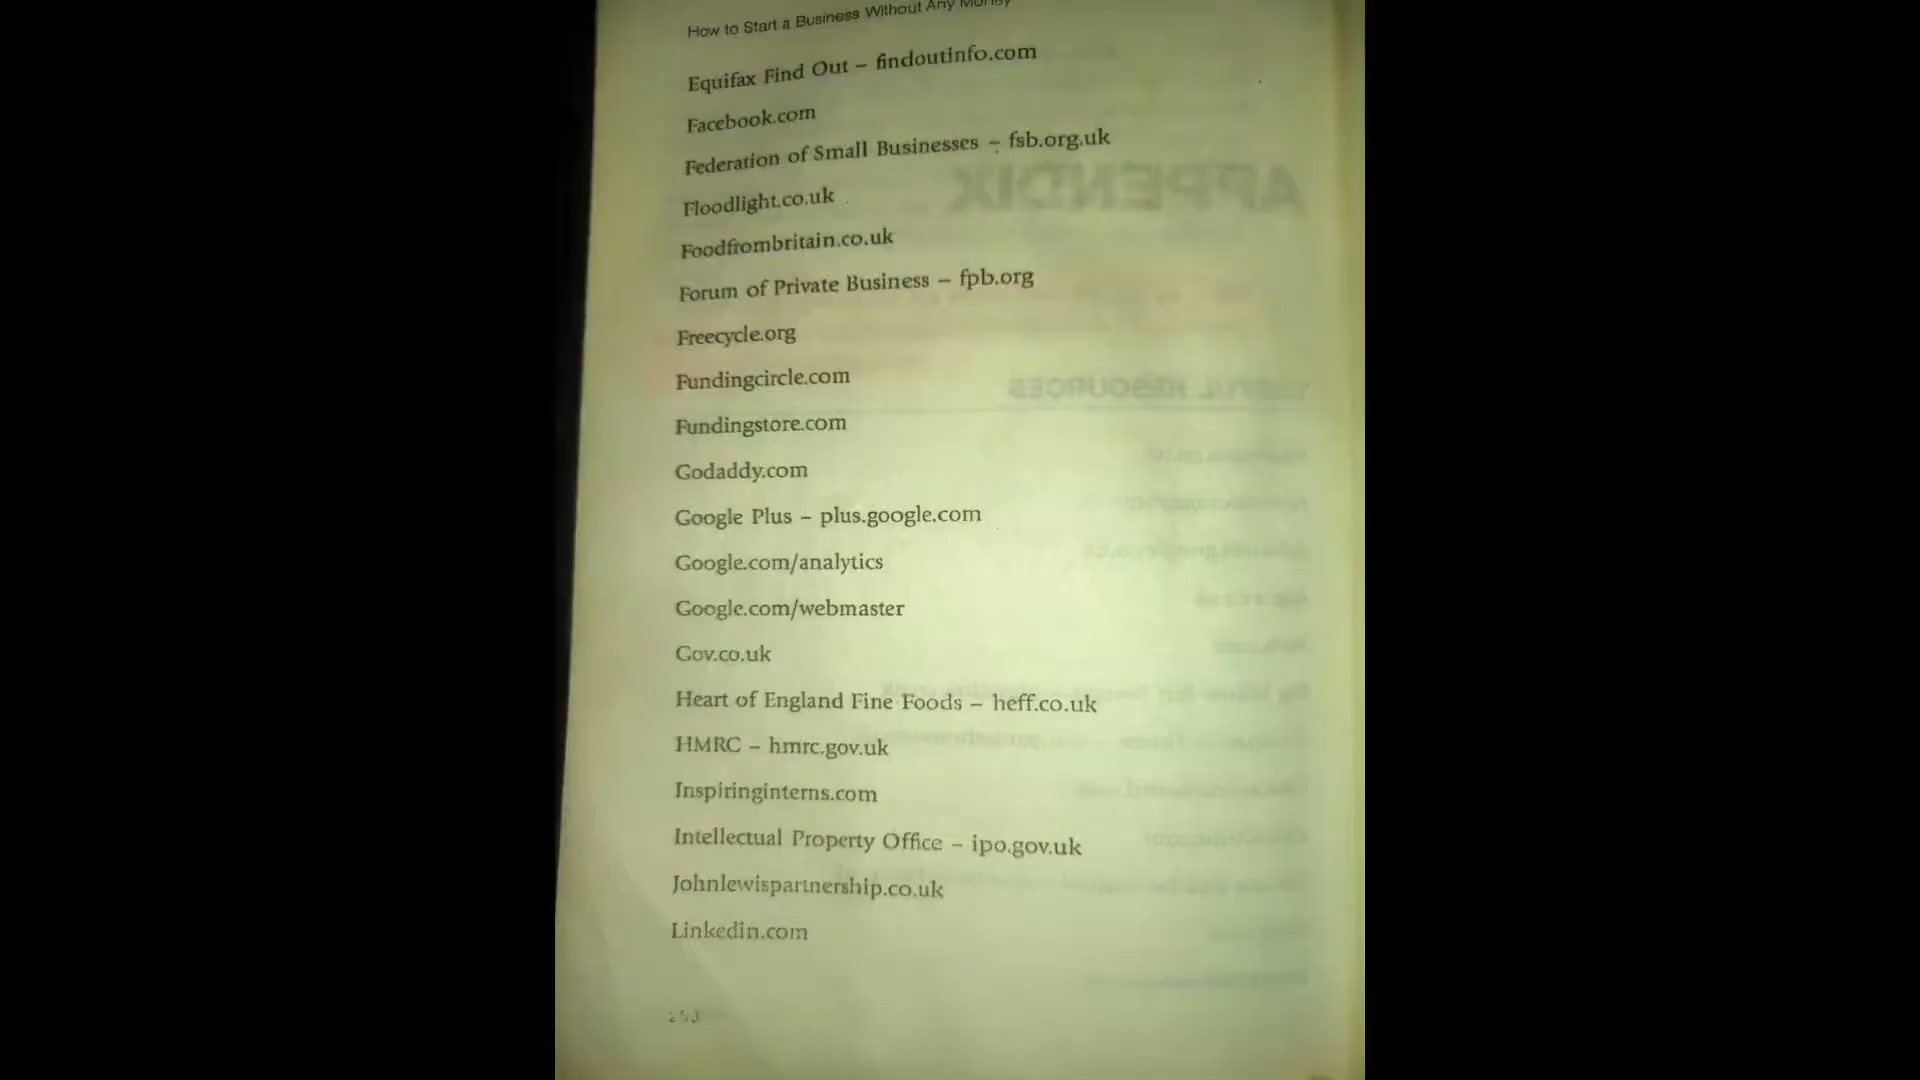 How to Start a Business Without Any Money
Equifax Find Out – findoutinfo.com
Facebook.com
Federation of Small Businesses – fsb.org.uk
Floodlight.co.uk
Foodfrombritain.co.uk
Forum of Private Business – fpb.org
Freecycle.org
Fundingcircle.com
Fundingstore.com
Godaddy.com
Google Plus – plus.google.com
Google.com/analytics
Google.com/webmaster
Gov.co.uk
Heart of England Fine Foods – heff.co.uk
HMRC – hmrc.gov.uk
Inspiringinterns.com
Intellectual Property Office – ipo.gov.uk
Johnlewispartnership.co.uk
Linkedin.com